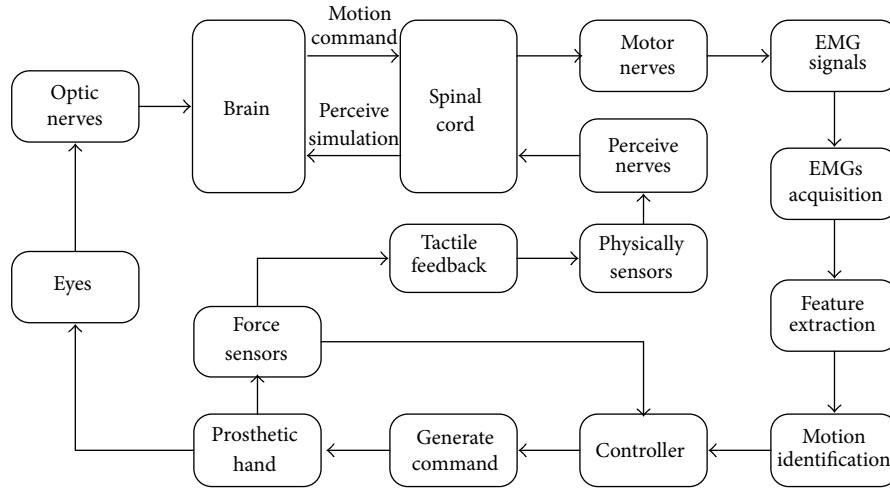 Motion
command
Motor
nerves
EMG
signals
Optic
nerves
Brain
Perceive
simulation
Spinal
cord
Perceive
nerves
EMGs
acquisition
Eyes
Tactile
feedback
Physically
sensors
Feature
extraction
Force
sensors
Prosthetic
hand
Generate
command
Controller
Motion
identification